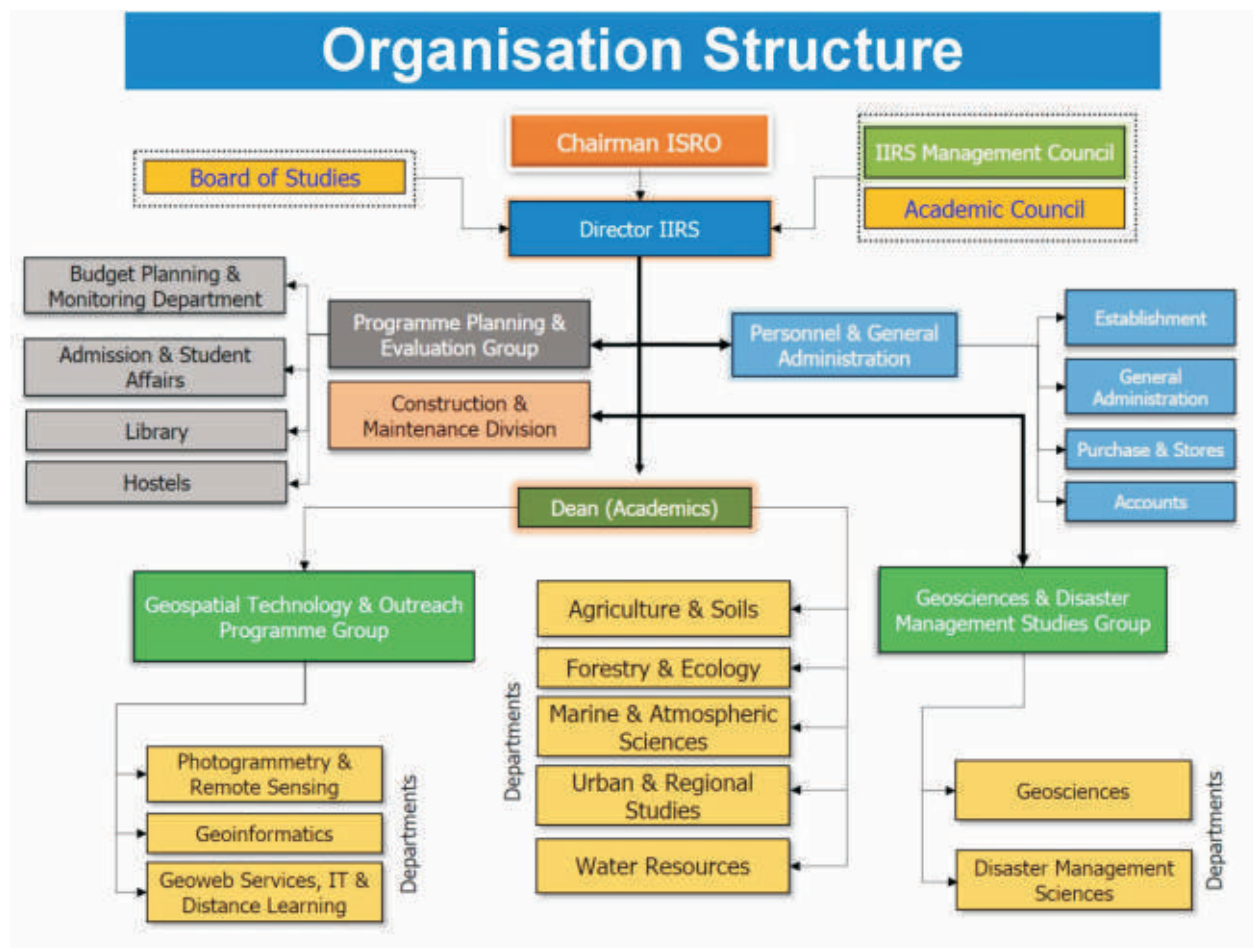 Organisation Structure
Chairman ISRO
Board of Studies
IIRS Management Council
Academic Council
Director IIRS
Budget Planning &
Monitoring Department
Admission & Student
Affairs
Library
Hostels
Programme Planning &
Evaluation Group
Construction &
Maintenance Division
Personnel & General
Administration
Establishment
General
Administration
Purchase & Stores
Accounts
Dean (Academics)
Geospatial Technology & Outreach
Programme Group
Photogrammetry &
Remote Sensing
Geoinformatics
Geoweb Services, IT &
Distance Learning
Departments
Departments
Agriculture & Soils
Forestry & Ecology
Marine & Atmospheric
Sciences
Urban & Regional
Studies
Water Resources
Geosciences & Disaster
Management Studies Group
Geosciences
Disaster Management
Sciences
Departments